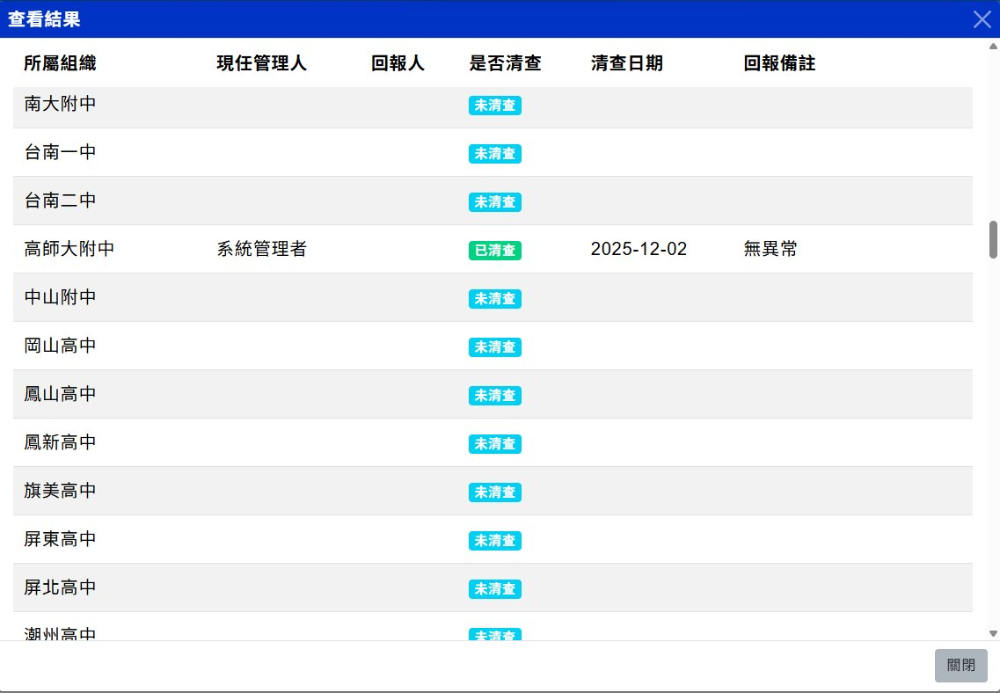 查看結果
所屬組織 現任管理人 回報人 是否清查 清查日期 回報備註
南大附中 未清查
台南一中 未清查
台南二中 未清查
高師大附中 系統管理者 已清查 2025-12-02 無異常
中山附中 未清查
岡山高中 未清查
鳳山高中 未清查
鳳新高中 未清查
旗美高中 未清查
屏東高中 未清查
屏北高中 未清查
潮州高中 未清查
關閉